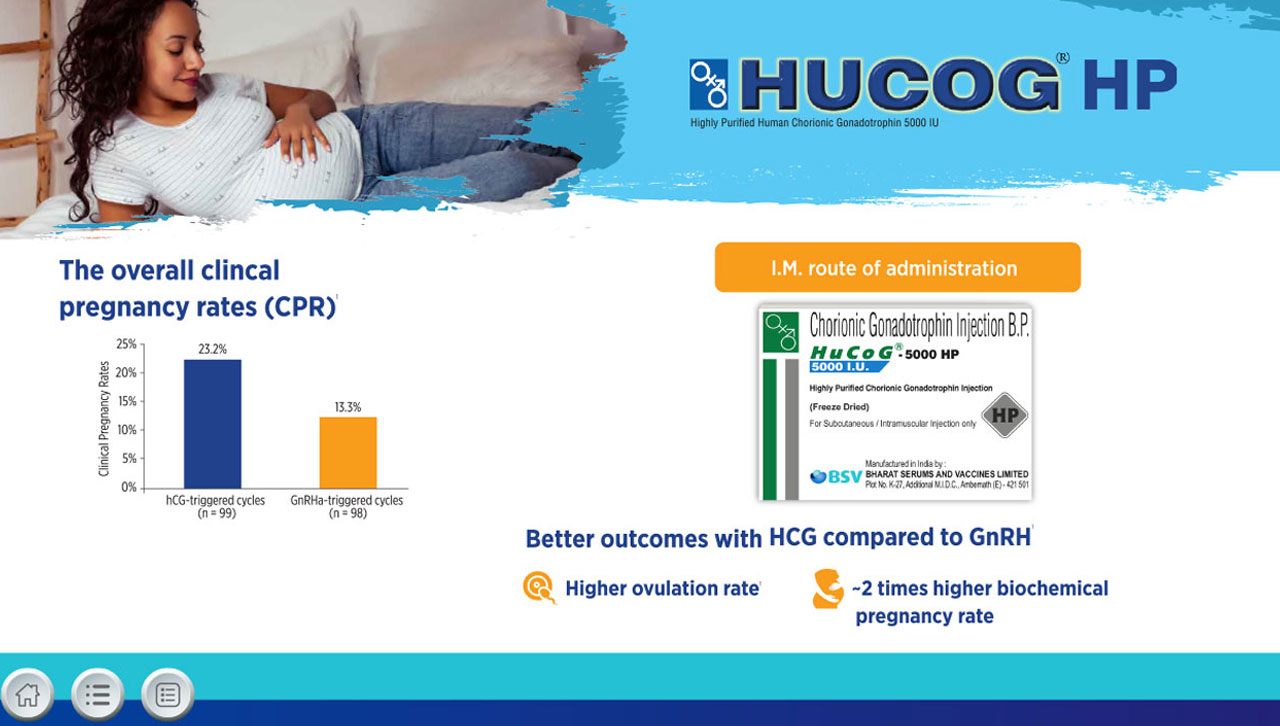 HUCOG® HP
Highly Purified Human Chorionic Gonadotrophin 5000 IU
The overall clincal
pregnancy rates (CPR)
25%
20%
15%
10%
5%
0%
Clinical Pregnancy Rates
23.2%
13.3%
hCG-triggered cycles
(n = 99)
GnRHa-triggered cycles
(n = 98)
I.M. route of administration
Chorionic Gonadotrophin Injection B.P.
HuCoG® - 5000 HP
5000 I.U.
Highly Purified Chorionic Gonadotrophin Injection
(Freeze Dried)
For Subcutaneous / Intramuscular Injection only
HP
Manufactured in India by :
BSV BHARAT SERUMS AND VACCINES LIMITED
Plot No. K-27, Additional M.I.D.C., Ambernath (E) - 421 501
Better outcomes with HCG compared to GnRH
Higher ovulation rate
~2 times higher biochemical
pregnancy rate